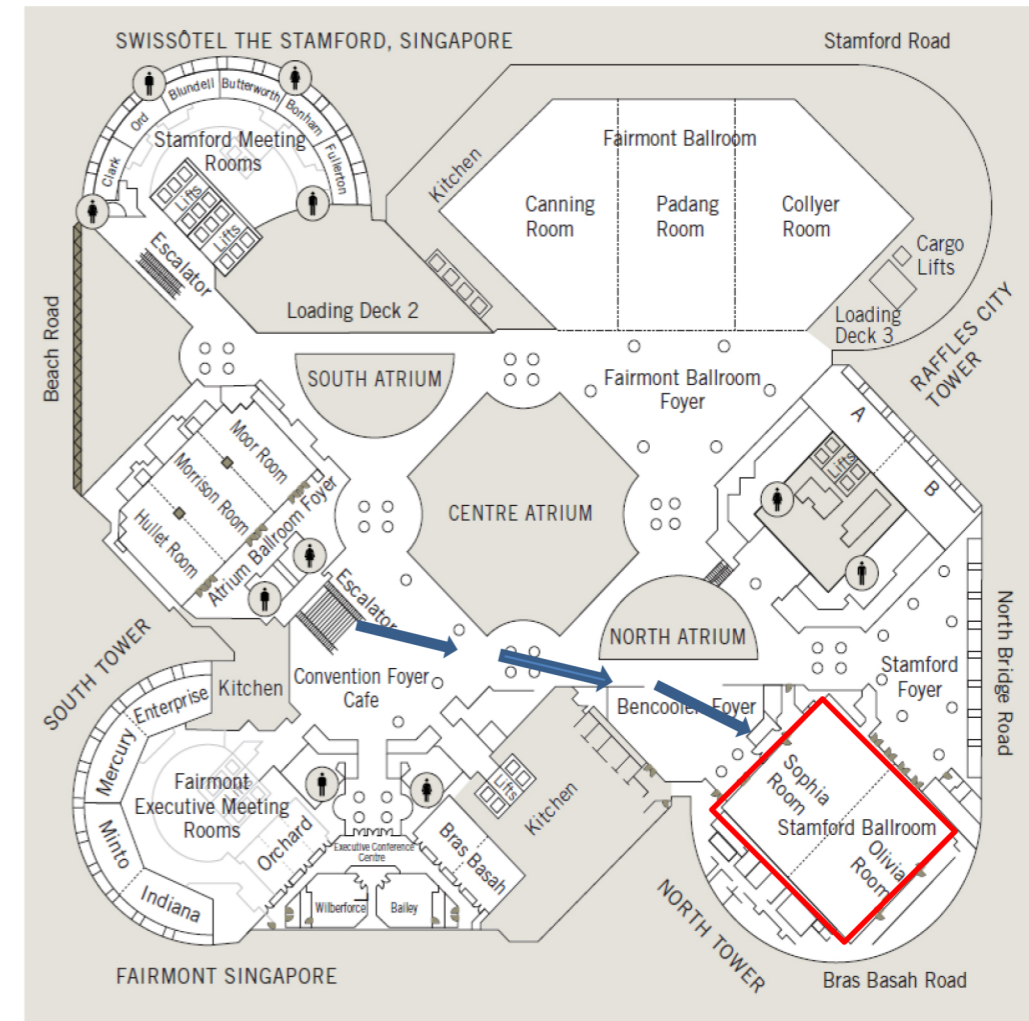 SWISSÔTEL THE STAMFORD, SINGAPORE
Stamford Road
Clark
Ord
Blundell
Butterworth
Bonham
Fullerton
Stamford Meeting
Rooms
Lifts
Lifts
Escalator
Loading Deck 2
Kitchen
Fairmont Ballroom
Canning
Room
Padang
Room
Collyer
Room
Cargo
Lifts
Loading
Deck 3
RAFFLES CITY
TOWER
Beach Road
SOUTH ATRIUM
Fairmont Ballroom
Foyer
A
B
Lifts
Moor Room
Morrison Room
Hullet Room
Atrium Ballroom Foyer
CENTRE ATRIUM
Escalator
NORTH ATRIUM
North Bridge Road
Stamford
Foyer
SOUTH TOWER
Kitchen
Convention Foyer
Cafe
Bencoolen Foyer
Enterprise
Mercury
Minto
Indiana
Fairmont
Executive Meeting
Rooms
Orchard
Executive Conference
Centre
Wilberforce
Bailey
Bras Basah
Lifts
Kitchen
Sophia
Room
Stamford Ballroom
Olivia
Room
NORTH TOWER
FAIRMONT SINGAPORE
Bras Basah Road